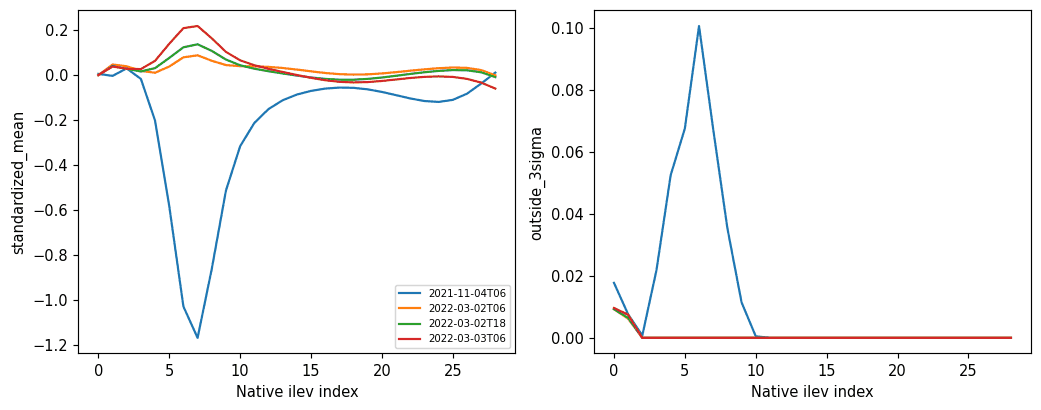 0.2
0.0
−0.2
−0.4
−0.6
−0.8
−1.0
−1.2
standardized_mean
0 5 10 15 20 25
Native ilev index
2021-11-04T06
2022-03-02T06
2022-03-02T18
2022-03-03T06
0.10
0.08
0.06
0.04
0.02
0.00
outside_3sigma
0 5 10 15 20 25
Native ilev index